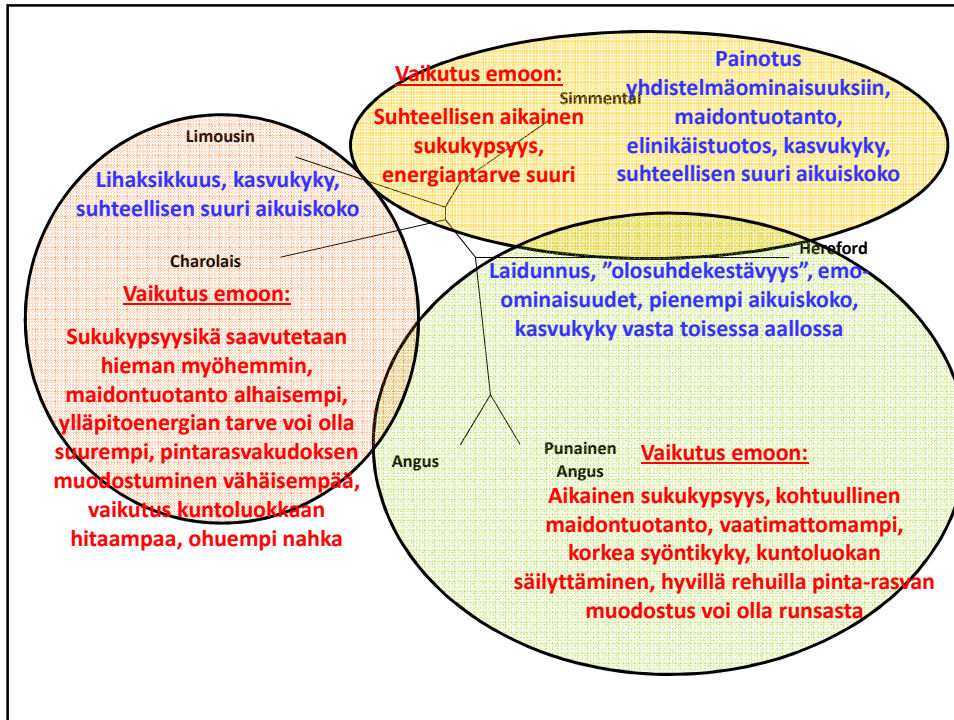 Vaikutus emoon:
Simmental
Suhteellisen aikainen
sukukypsyys,
energiantarve suuri
Painotus
yhdistelmäominaisuuksiin,
maidontuotanto,
elinikäistuotos, kasvukyky,
suhteellisen suuri aikuiskoko
Limousin
Lihaksikkuus, kasvukyky,
suhteellisen suuri aikuiskoko
Charolais
Vaikutus emoon:
Sukukypsyysikä saavutetaan
hieman myöhemmin,
maidontuotanto alhaisempi,
ylläpitoenergian tarve voi olla
suurempi, pintarasvakudoksen
muodostuminen vähäisempää,
vaikutus kuntoluokkaan
hitaampaa, ohuempi nahka
Hereford
Laidunnus, ”olosuhdekestävyys”, emo-
ominaisuudet, pienempi aikuiskoko,
kasvukyky vasta toisessa aallossa
Angus
Punainen
Angus
Vaikutus emoon:
Aikainen sukukypsyys, kohtuullinen
maidontuotanto, vaatimattomampi,
korkea syöntikyky, kuntoluokan
säilyttäminen, hyvillä rehuilla pinta-rasvan
muodostus voi olla runsasta